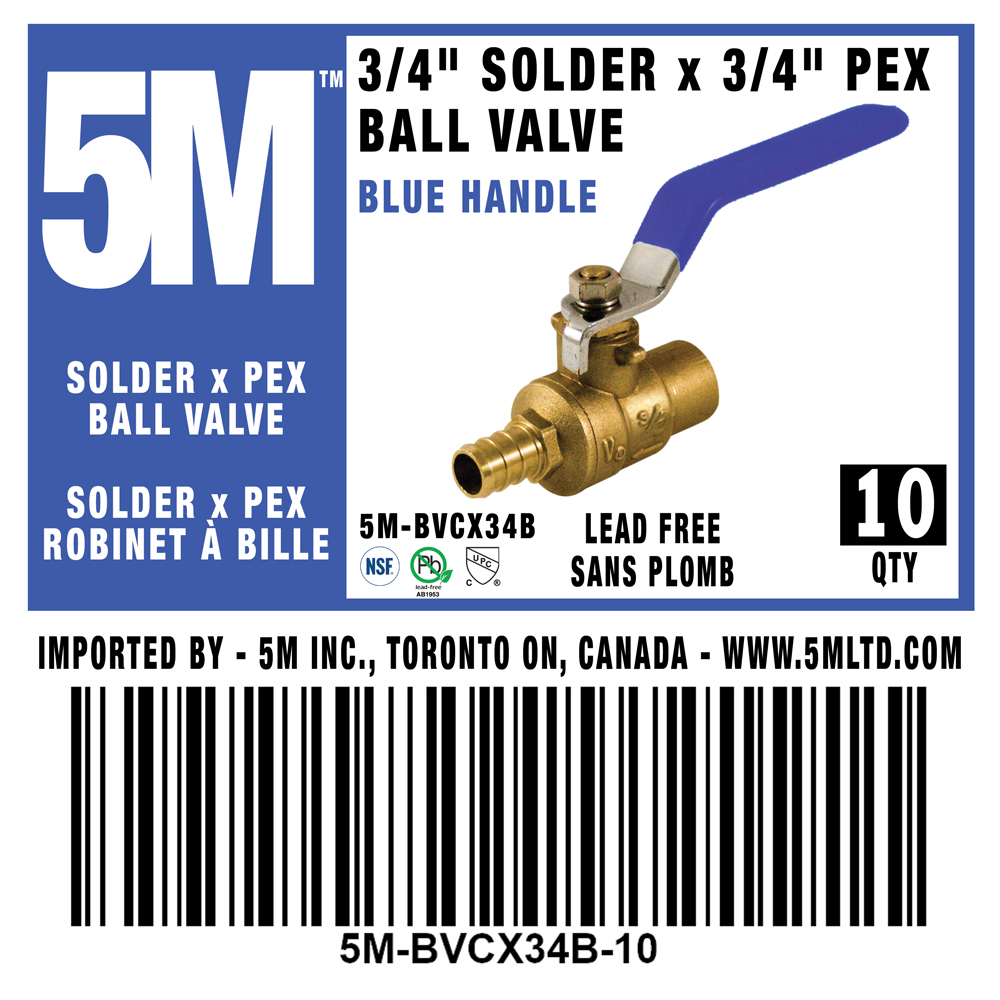 5M™
3/4" SOLDER x 3/4" PEX
BALL VALVE
BLUE HANDLE
SOLDER x PEX
BALL VALVE
SOLDER x PEX
ROBINET À BILLE
5M-BVCX34B
NSF
Pb
lead-free
AB1953
UPC
C ®
LEAD FREE
SANS PLOMB
10
QTY
IMPORTED BY - 5M INC., TORONTO ON, CANADA - WWW.5MLTD.COM
5M-BVCX34B-10